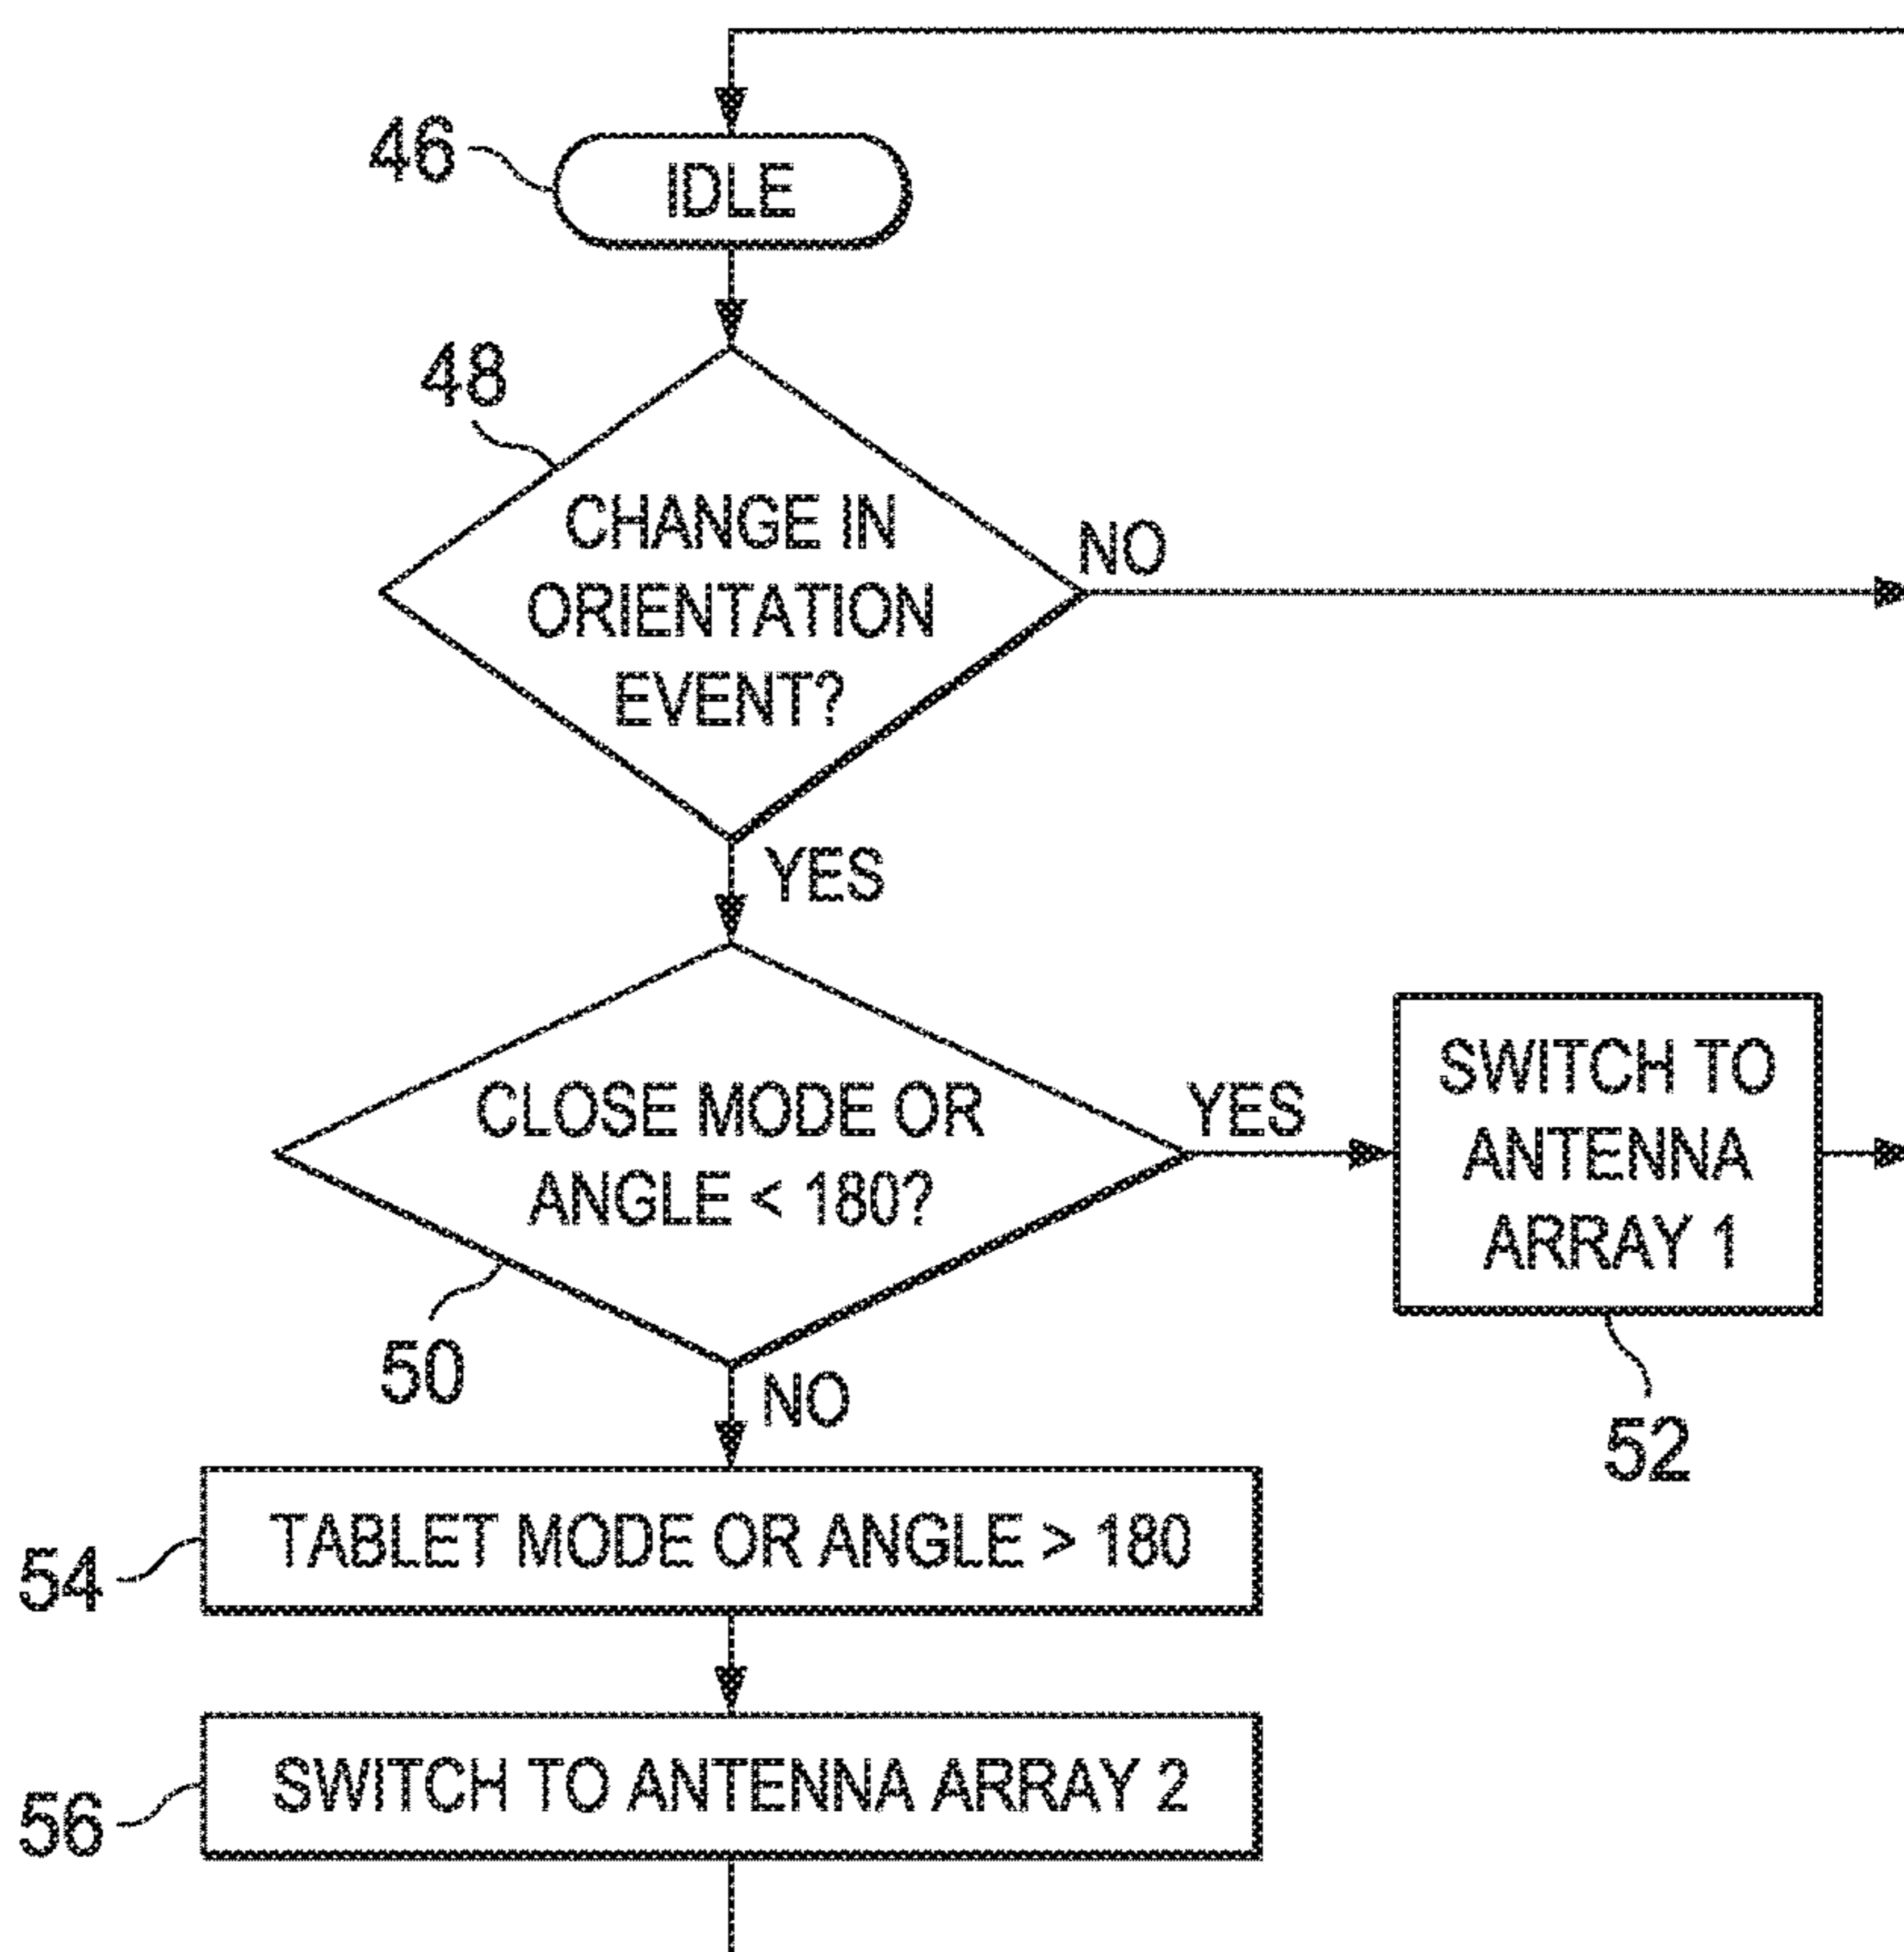 46
IDLE
48
CHANGE IN
ORIENTATION
EVENT?
NO
YES
CLOSE MODE OR
ANGLE < 180?
YES
SWITCH TO
ANTENNA
ARRAY 1
50
NO
52
TABLET MODE OR ANGLE > 180
54
SWITCH TO ANTENNA ARRAY 2
56